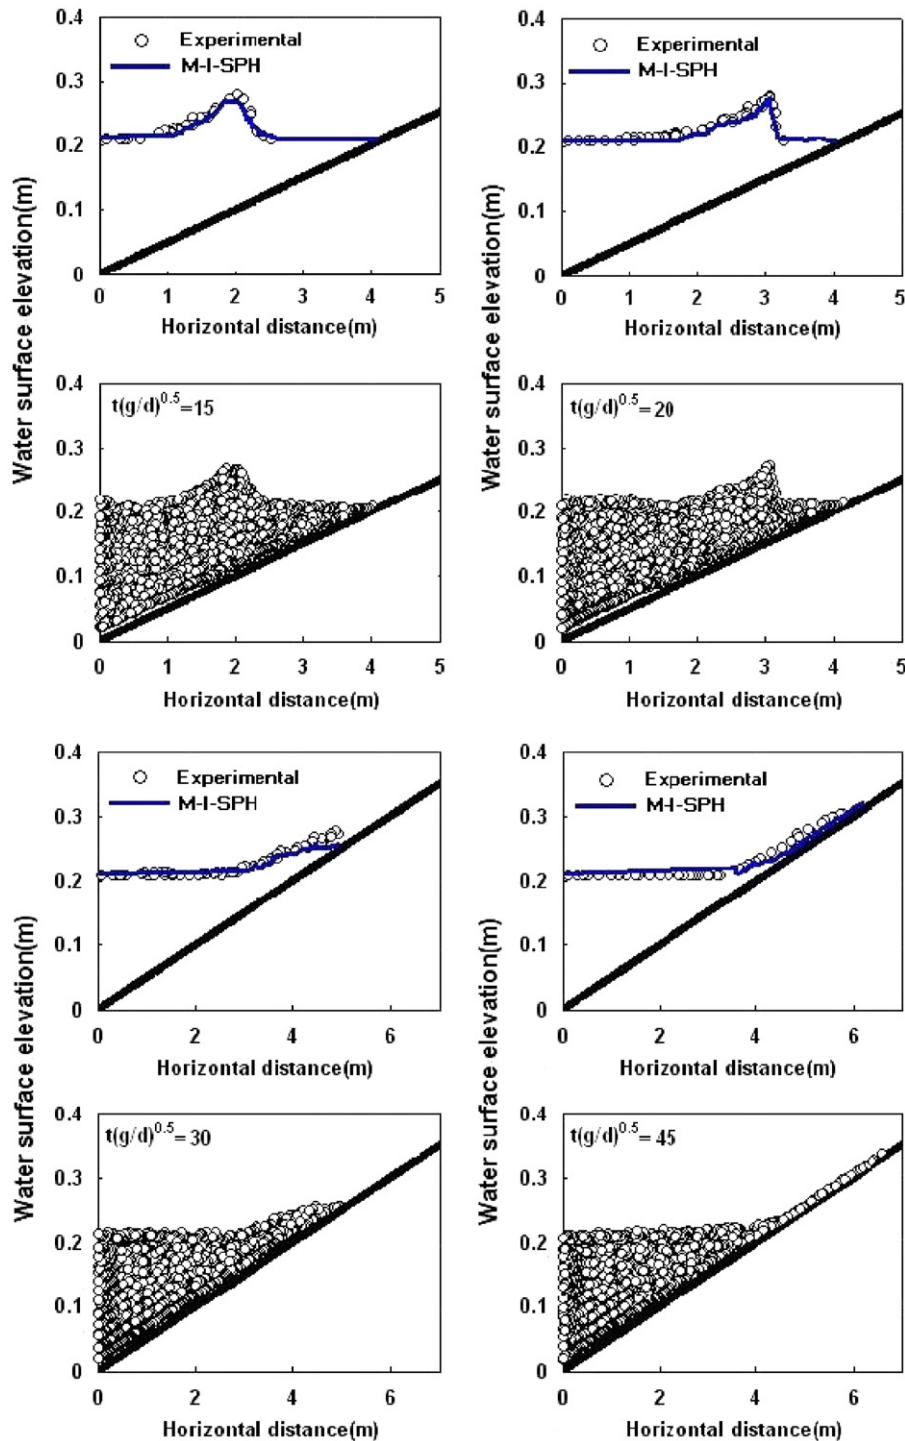 0.4
0.3
0.2
0.1
0
Experimental
M-I-SPH
0 1 2 3 4 5
Horizontal distance(m)
0.4
0.3
0.2
0.1
0
Experimental
M-I-SPH
0 1 2 3 4 5
Horizontal distance(m)
Water surface elevation(m)
Water surface elevation(m)
0.4
0.3
0.2
0.1
0
t(g/d)^0.5=15
0 1 2 3 4 5
Horizontal distance(m)
0.4
0.3
0.2
0.1
0
t(g/d)^0.5=20
0 1 2 3 4 5
Horizontal distance(m)
0.4
0.3
0.2
0.1
0
Experimental
M-I-SPH
0 2 4 6
Horizontal distance(m)
0.4
0.3
0.2
0.1
0
Experimental
M-I-SPH
0 2 4 6
Horizontal distance(m)
Water surface elevation(m)
Water surface elevation(m)
0.4
0.3
0.2
0.1
0
t(g/d)^0.5=30
0 2 4 6
Horizontal distance(m)
0.4
0.3
0.2
0.1
0
t(g/d)^0.5=45
0 2 4 6
Horizontal distance(m)